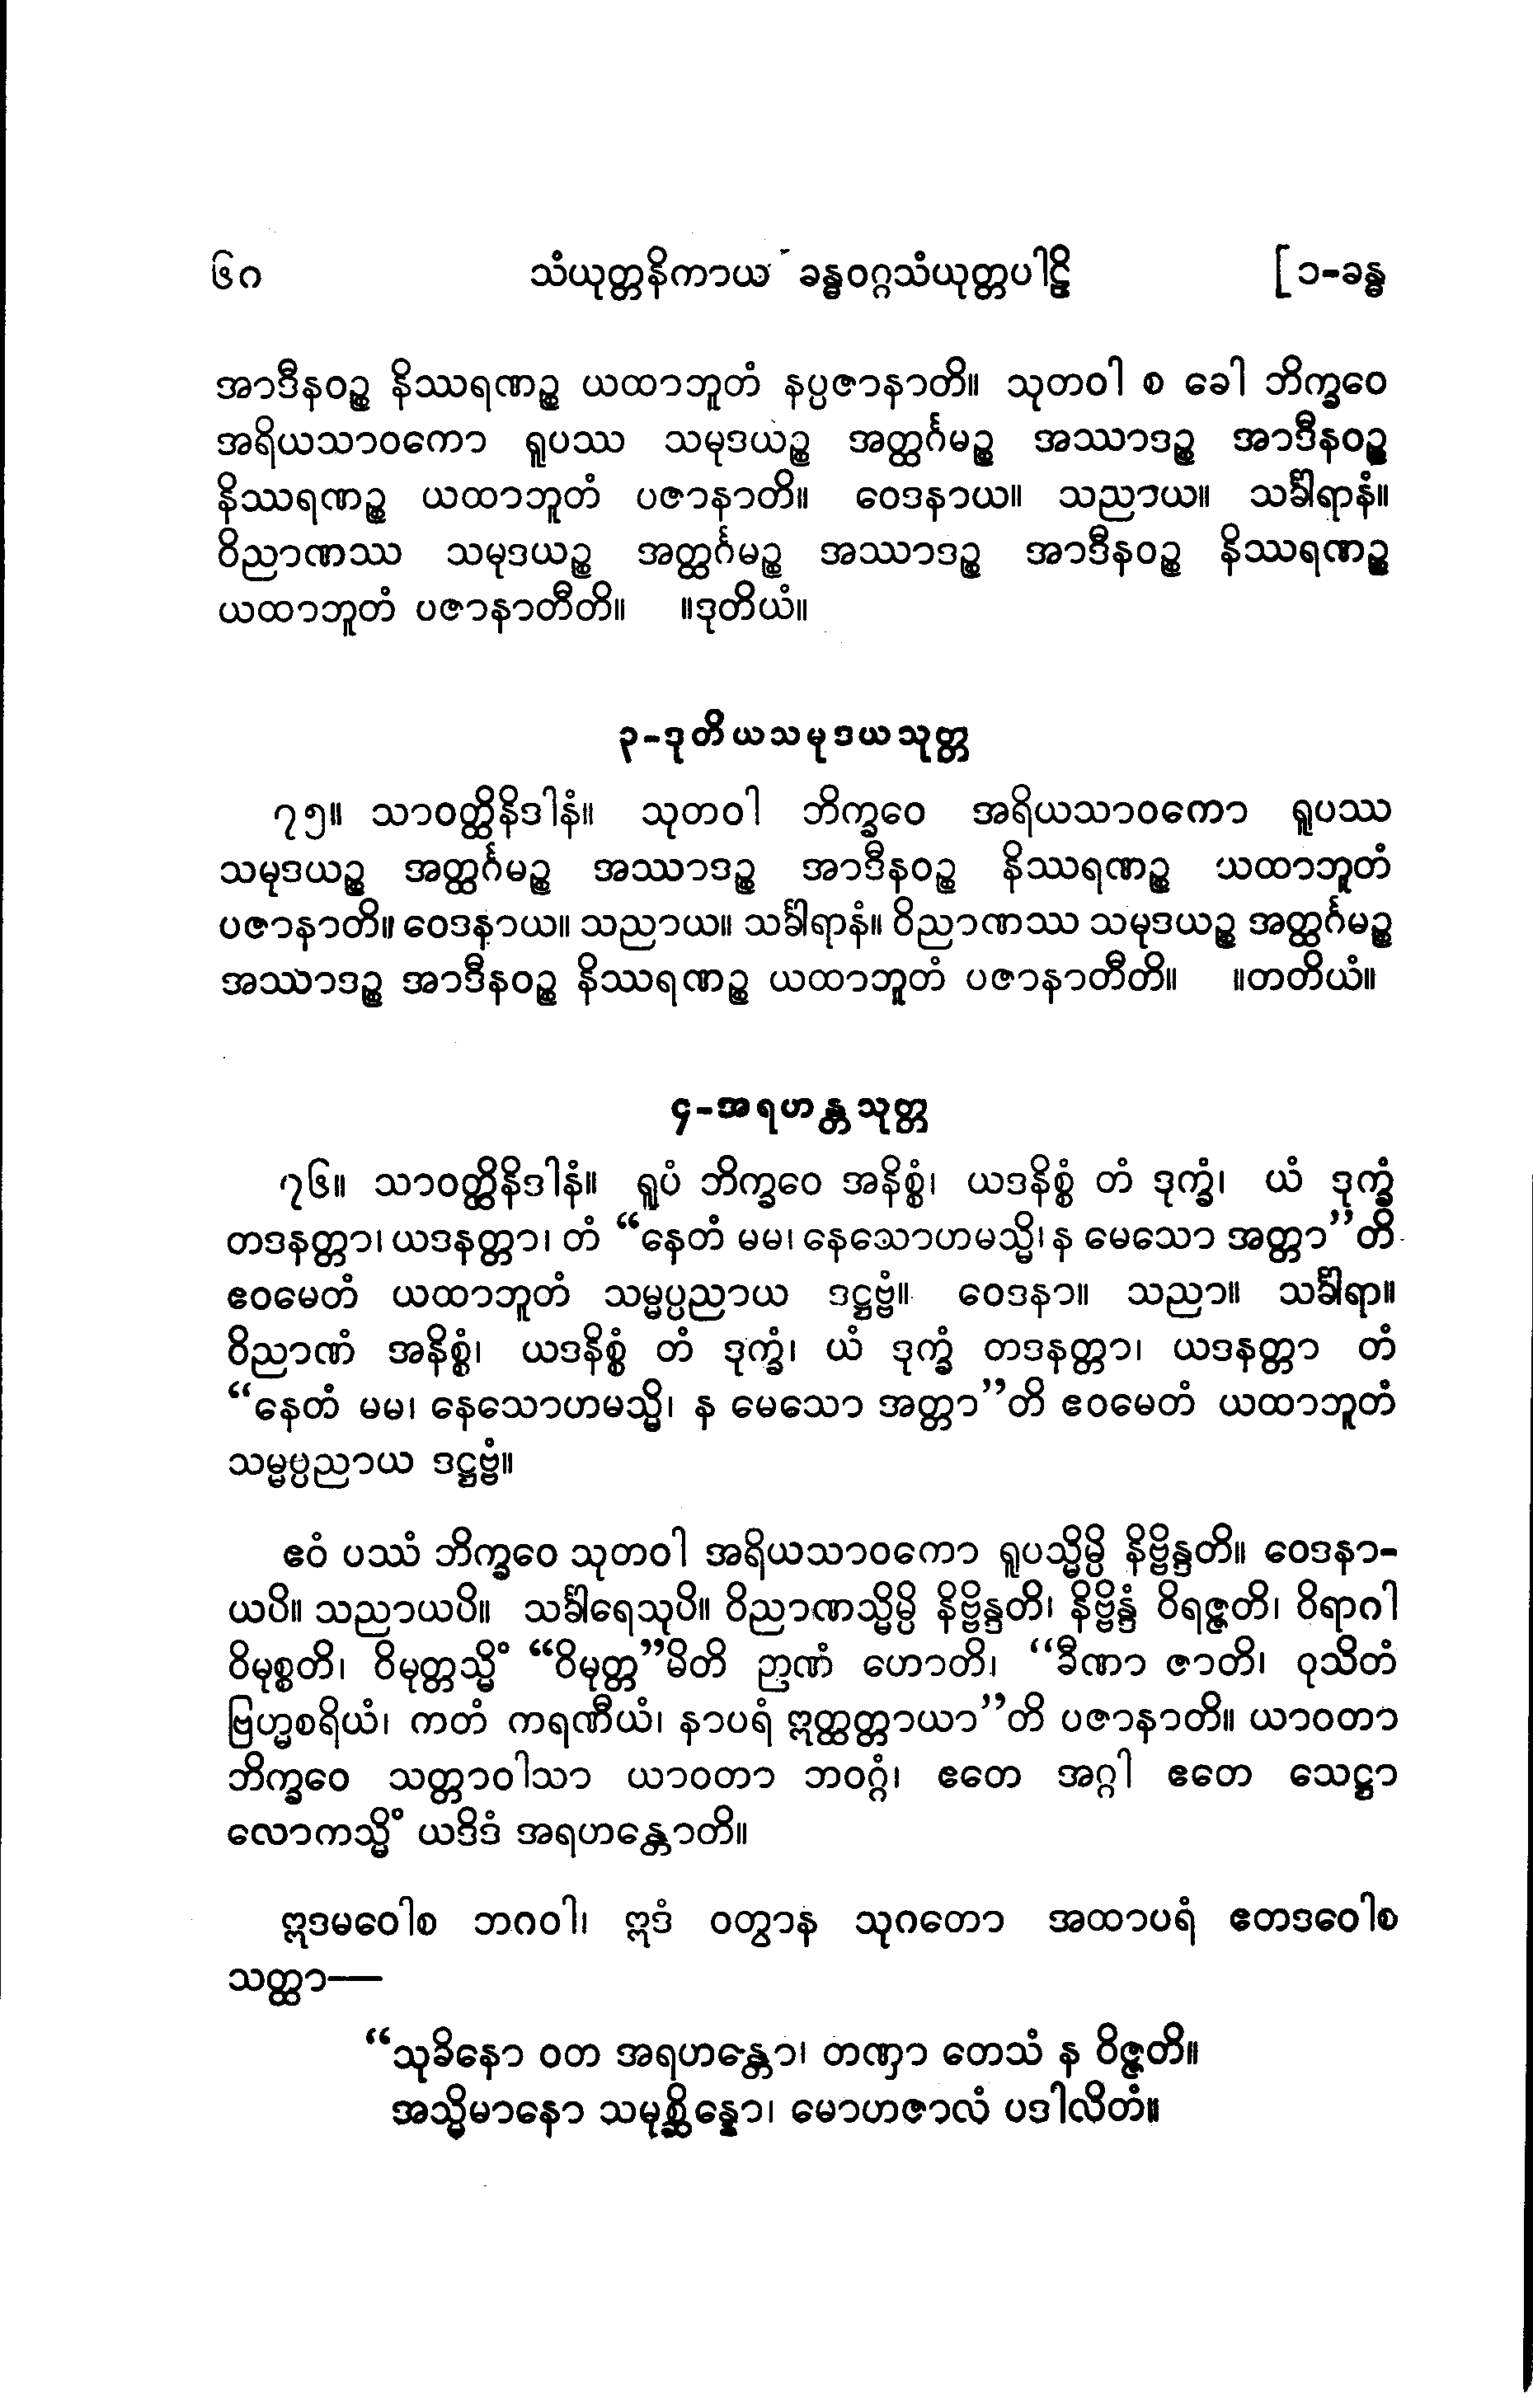 ၆၈ သံယုတ္တနိကာယ ခန္ဓဝဂ္ဂသံယုတ္တပါဠိ [ ၁-ခန္ဓ
အာဒီနဝဉ္စ နိဿရဏဉ္စ ယထာဘူတံ နပ္ပဇာနာတိ။ သုတဝါ စ ခေါ ဘိက္ခဝေ
အရိယသာဝကော ရူပဿ သမုဒယဉ္စ အတ္ထင်္ဂမဉ္စ အဿာဒဉ္စ အာဒီနဝဉ္စ
နိဿရဏဉ္စ ယထာဘူတံ ပဇာနာတိ။ ဝေဒနာယ။ သညာယ။ သင်္ခါရာနံ။
ဝိညာဏဿ သမုဒယဉ္စ အတ္ထင်္ဂမဉ္စ အဿာဒဉ္စ အာဒီနဝဉ္စ နိဿရဏဉ္စ
ယထာဘူတံ ပဇာနာတီတိ။ ။ဒုတိယံ။
၃-ဒုတိယသမုဒယသုတ္တ
၇၅။ သာဝတ္ထိနိဒါနံ။ သုတဝါ ဘိက္ခဝေ အရိယသာဝကော ရူပဿ
သမုဒယဉ္စ အတ္ထင်္ဂမဉ္စ အဿာဒဉ္စ အာဒီနဝဉ္စ နိဿရဏဉ္စ ယထာဘူတံ
ပဇာနာတိ။ ဝေဒနာယ။ သညာယ။ သင်္ခါရာနံ။ ဝိညာဏဿ သမုဒယဉ္စ အတ္ထင်္ဂမဉ္စ
အဿာဒဉ္စ အာဒီနဝဉ္စ နိဿရဏဉ္စ ယထာဘူတံ ပဇာနာတီတိ။ ။တတိယံ။
၄-အရဟန္တသုတ္တ
၇၆။ သာဝတ္ထိနိဒါနံ။ ရူပံ ဘိက္ခဝေ အနိစ္စံ၊ ယဒနိစ္စံ တံ ဒုက္ခံ၊ ယံ ဒုက္ခံ
တဒနတ္တာ၊ ယဒနတ္တာ၊ တံ “နေတံ မမ၊ နေသောဟမသ္မိ၊ န မေသော အတ္တာ”တိ
ဧဝမေတံ ယထာဘူတံ သမ္မပ္ပညာယ ဒဋ္ဌဗ္ဗံ။ ဝေဒနာ။ သညာ။ သင်္ခါရာ။
ဝိညာဏံ အနိစ္စံ၊ ယဒနိစ္စံ တံ ဒုက္ခံ၊ ယံ ဒုက္ခံ တဒနတ္တာ၊ ယဒနတ္တာ တံ
“နေတံ မမ၊ နေသောဟမသ္မိ၊ န မေသော အတ္တာ”တိ ဧဝမေတံ ယထာဘူတံ
သမ္မပ္ပညာယ ဒဋ္ဌဗ္ဗံ။
ဧဝံ ပဿံ ဘိက္ခဝေ သုတဝါ အရိယသာဝကော ရူပသ္မိမ္ပိ နိဗ္ဗိန္ဒတိ။ ဝေဒနာ-
ယပိ။ သညာယပိ။ သင်္ခါရေသုပိ။ ဝိညာဏသ္မိမ္ပိ နိဗ္ဗိန္ဒတိ၊ နိဗ္ဗိန္ဒံ ဝိရဇ္ဇတိ၊ ဝိရာဂါ
ဝိမုစ္စတိ၊ ဝိမုတ္တသ္မိံ “ဝိမုတ္တ”မိတိ ဉာဏံ ဟောတိ၊ “ခီဏာ ဇာတိ၊ ဝုသိတံ
ဗြဟ္မစရိယံ၊ ကတံ ကရဏီယံ၊ နာပရံ ဣတ္ထတ္တာယာ”တိ ပဇာနာတိ။ ယာဝတာ
ဘိက္ခဝေ သတ္တာဝါသာ ယာဝတာ ဘဝဂ္ဂံ၊ ဧတေ အဂ္ဂါ ဧတေ သေဋ္ဌာ
လောကသ္မိံ ယဒိဒံ အရဟန္တောတိ။
ဣဒမဝေါစ ဘဂဝါ၊ ဣဒံ ဝတွာန သုဂတော အထာပရံ ဧတဒဝေါစ
သတ္ထာ—
“သုခိနော ဝတ အရဟန္တော၊ တဏှာ တေသံ န ဝိဇ္ဇတိ။
အသ္မိမာနော သမုစ္ဆိန္နော၊ မောဟဇာလံ ပဒါလိတံ။